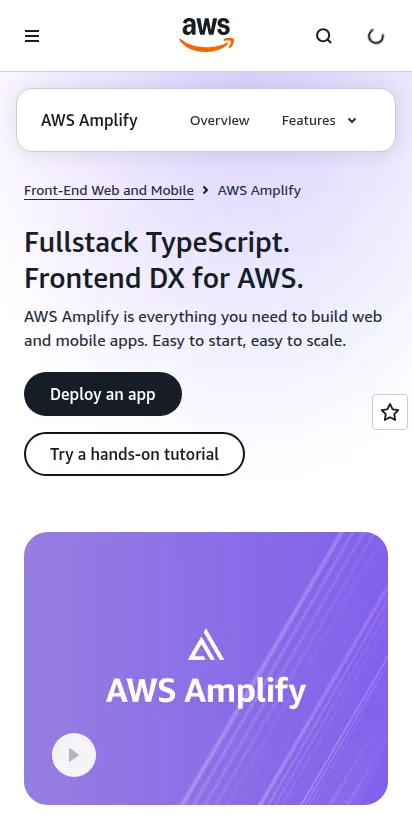 aws
AWS Amplify Overview Features
Front-End Web and Mobile > AWS Amplify
Fullstack TypeScript.
Frontend DX for AWS.
AWS Amplify is everything you need to build web
and mobile apps. Easy to start, easy to scale.
Deploy an app
Try a hands-on tutorial
AWS Amplify